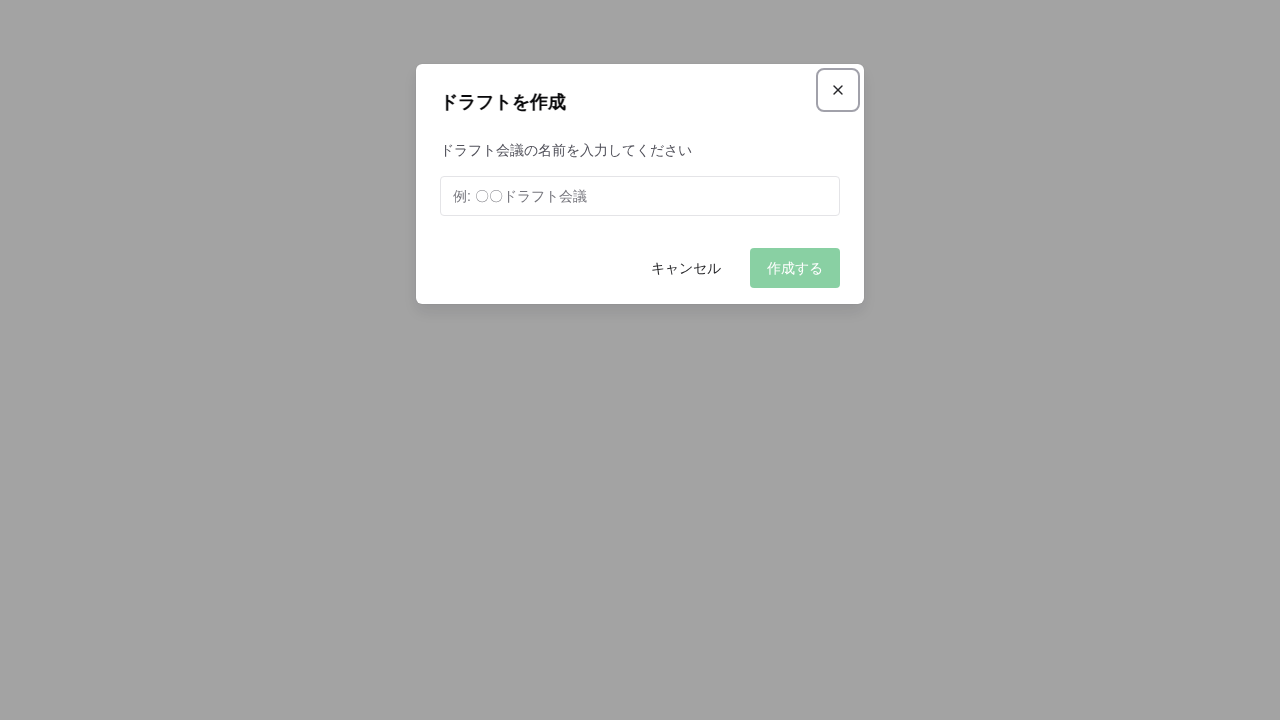 ドラフトを作成
ドラフト会議の名前を入力してください
例: 〇〇ドラフト会議
キャンセル
作成する